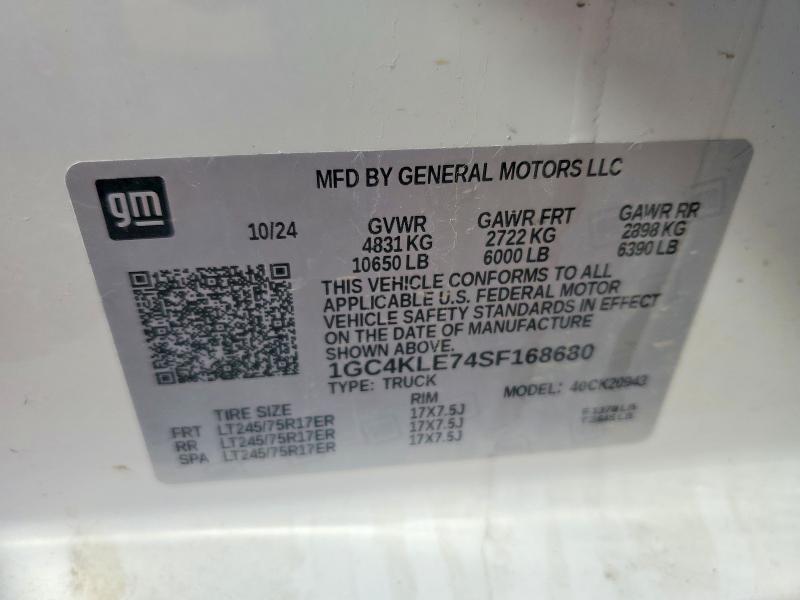 MFD BY GENERAL MOTORS LLC
gm
10/24
GVWR GAWR FRT GAWR RR
4831 KG 2722 KG 2898 KG
10650 LB 6000 LB 6390 LB
THIS VEHICLE CONFORMS TO ALL
APPLICABLE U.S. FEDERAL MOTOR
VEHICLE SAFETY STANDARDS IN EFFECT
ON THE DATE OF MANUFACTURE
SHOWN ABOVE.
1GC4KLE74SF168680
TYPE: TRUCK MODEL:
TIRE SIZE RIM
FRT LT245/75R17ER 17X7.5J
RR LT245/75R17ER 17X7.5J
SPA LT245/75R17ER 17X7.5J